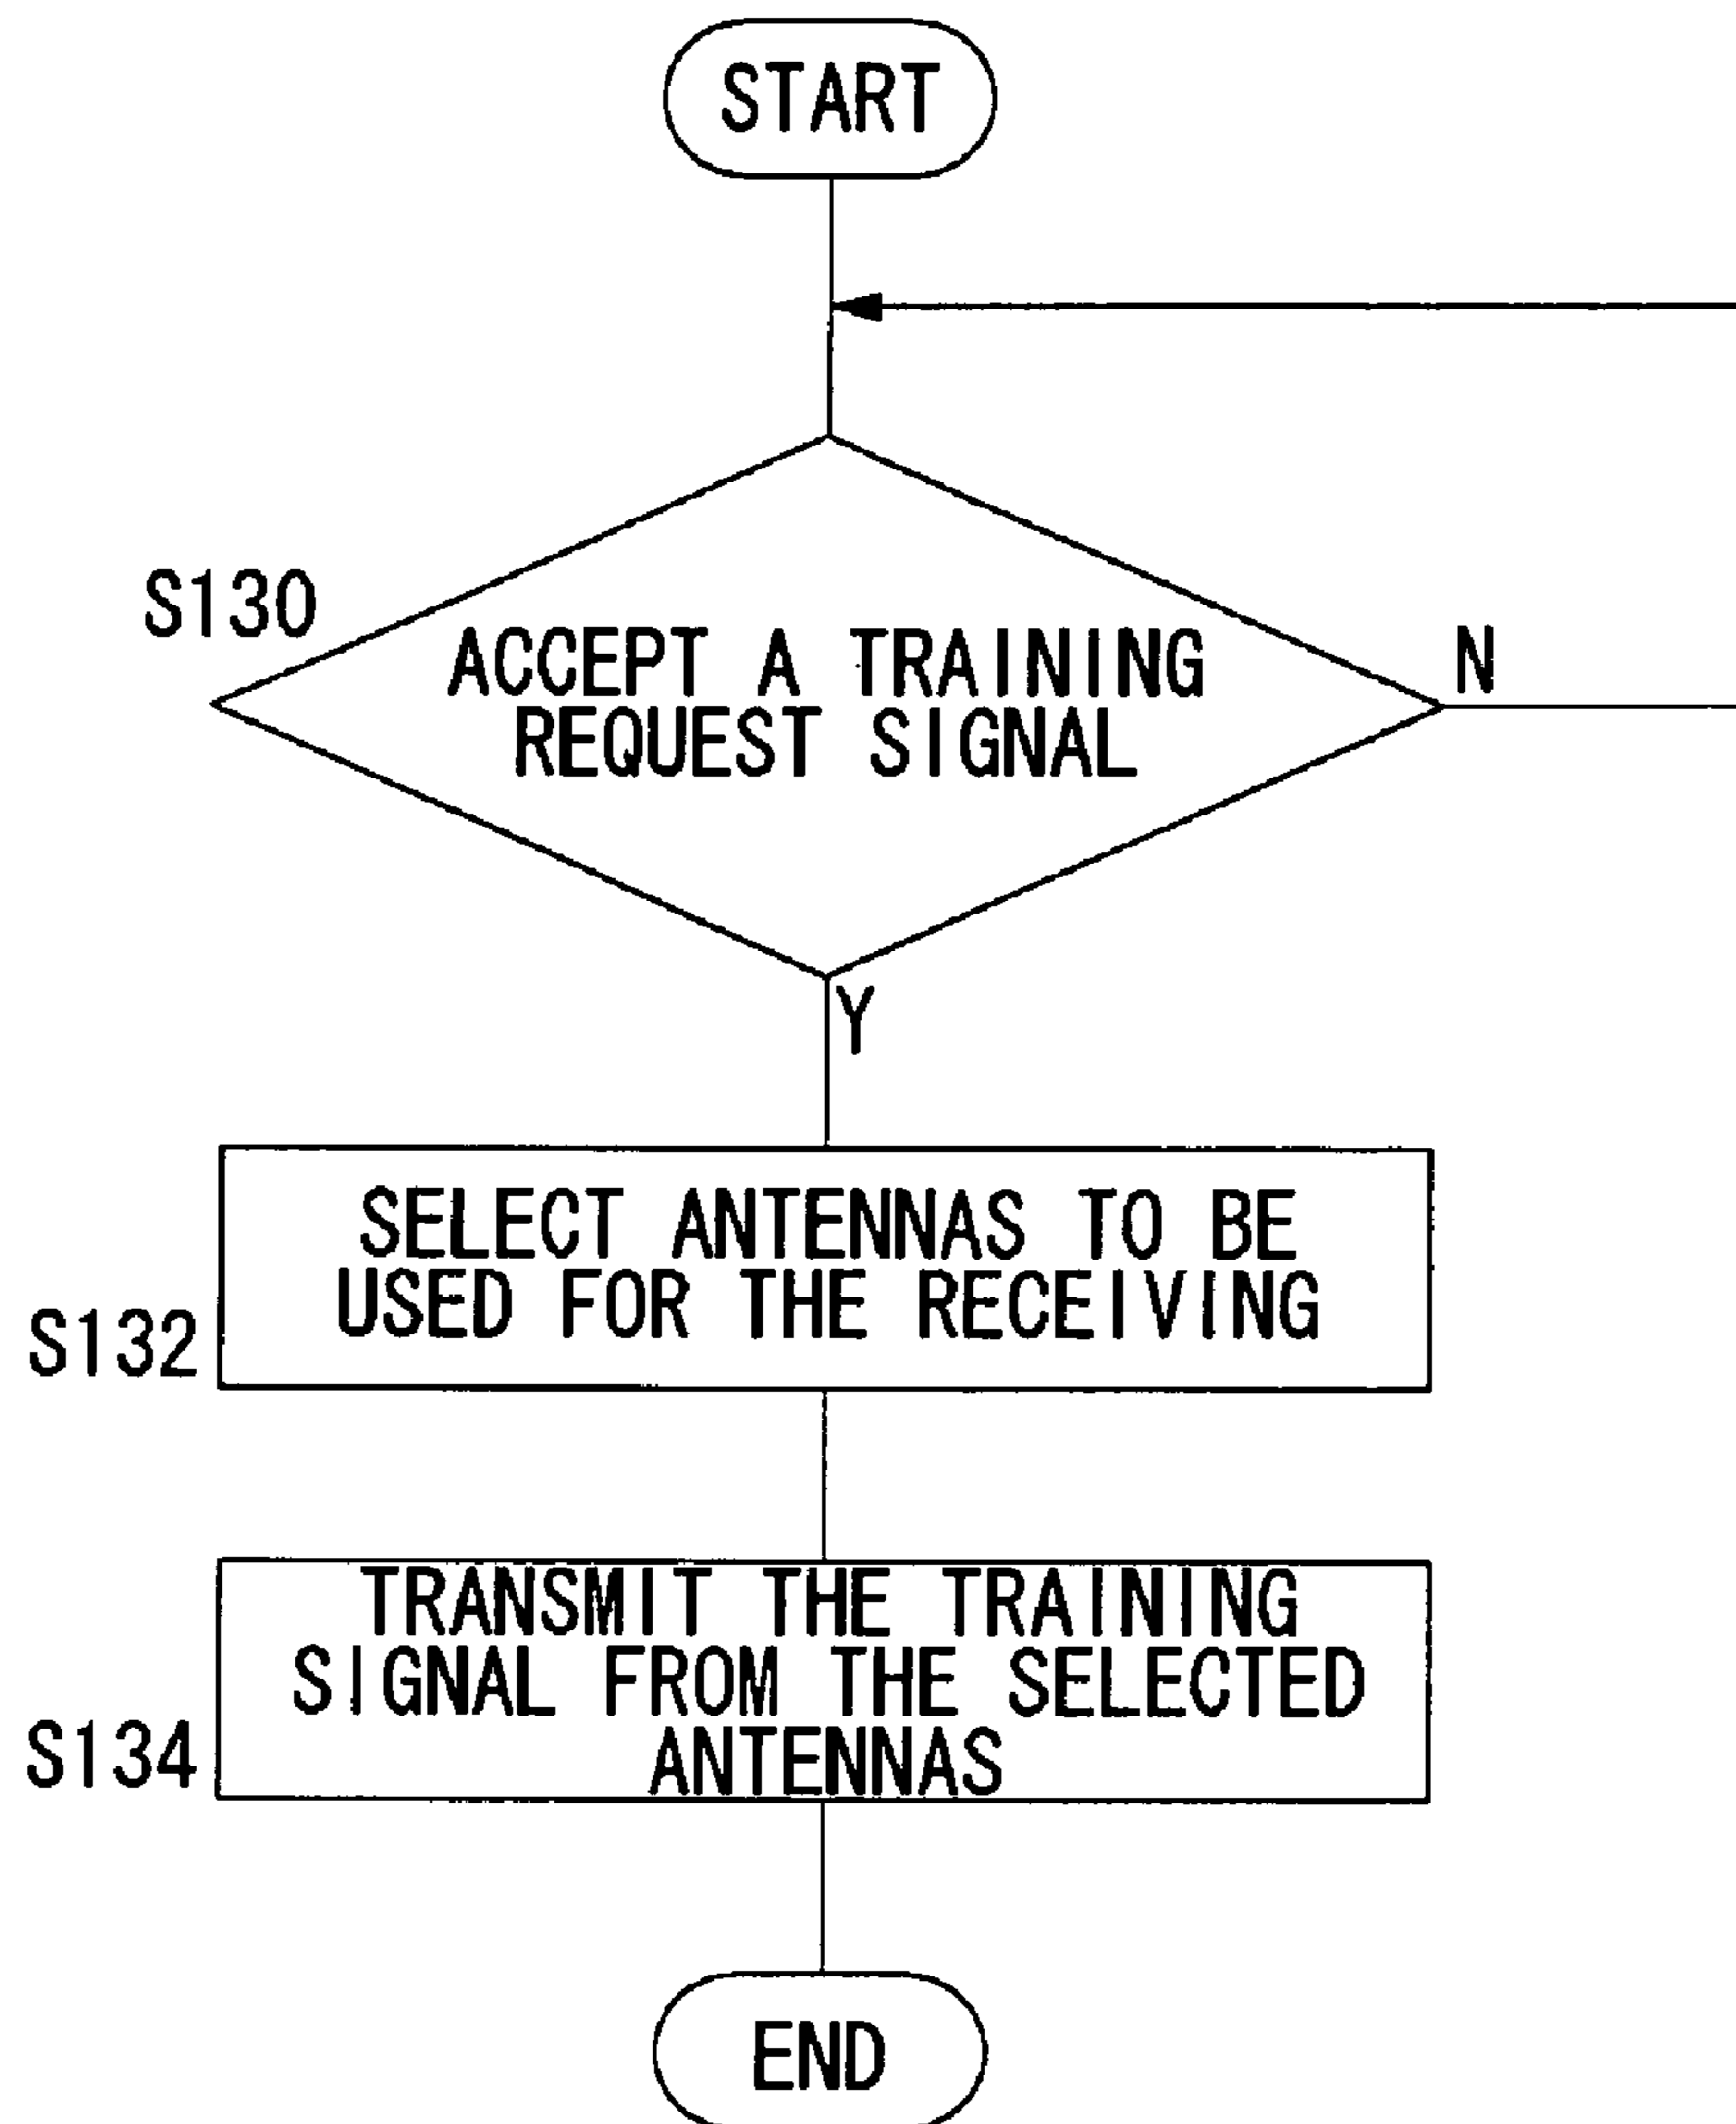 START
S130
ACCEPT A TRAINING
REQUEST SIGNAL
N
Y
SELECT ANTENNAS TO BE
USED FOR THE RECEIVING
S132
TRANSMIT THE TRAINING
SIGNAL FROM THE SELECTED
ANTENNAS
S134
END